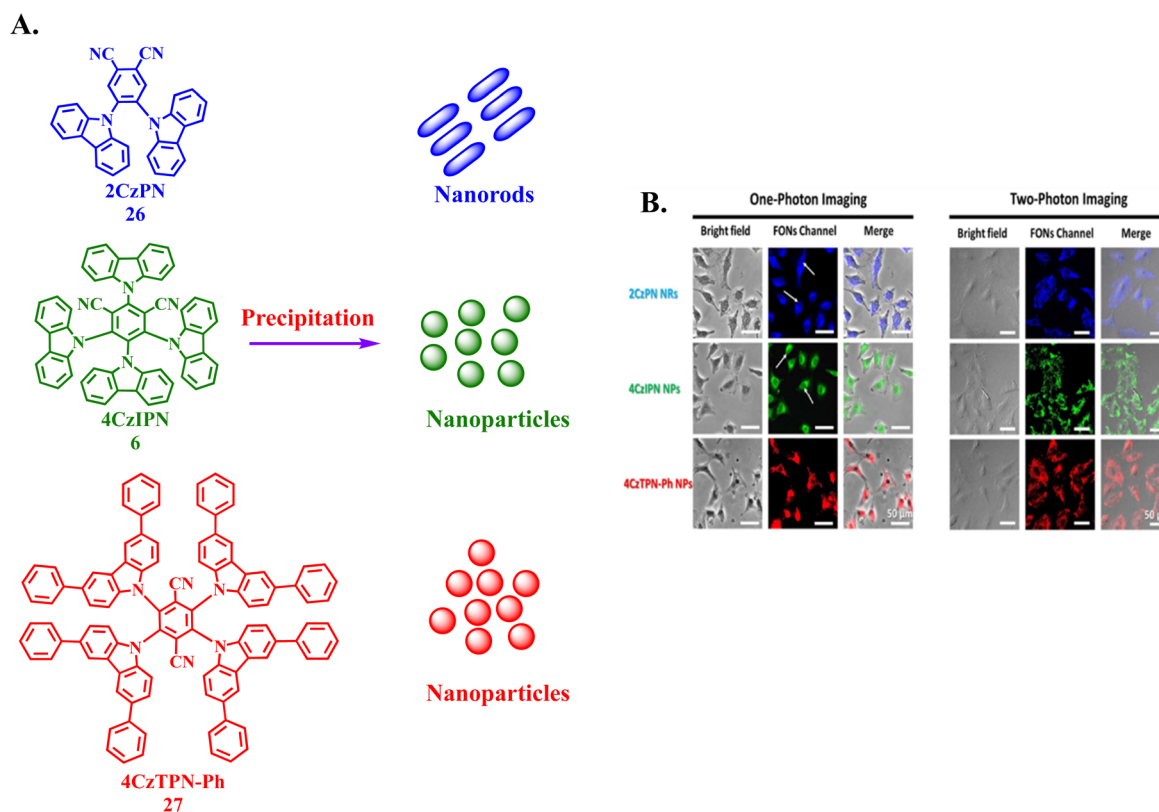 A.
NC
CN
N
N
2CzPN
26
Nanorods
N
NC
CN
N
N
N
4CzIPN
6
Precipitation
Nanoparticles
N
CN
N
N
CN
N
4CzTPN-Ph
27
Nanoparticles
B.
One-Photon Imaging
Two-Photon Imaging
Bright field
FONs Channel
Merge
Bright field
FONs Channel
Merge
2CzPN NRs
4CzIPN NPs
4CzTPN-Ph NPs
50 μm
50 μm